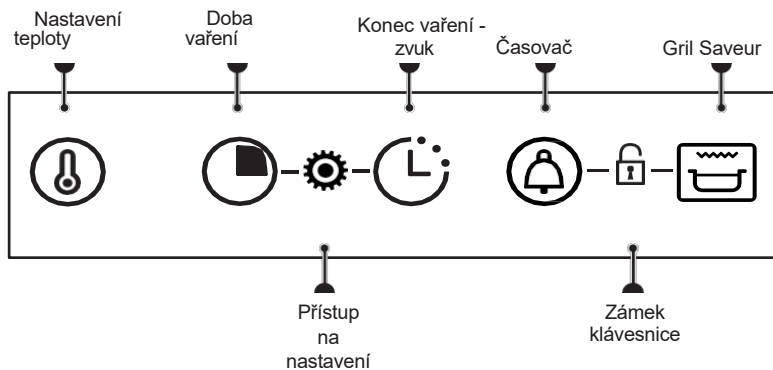 Nastavení
teploty
Doba
vaření
Konec vaření -
zvuk
Časovač
Gril Saveur
Přístup
na
nastavení
Zámek
klávesnice